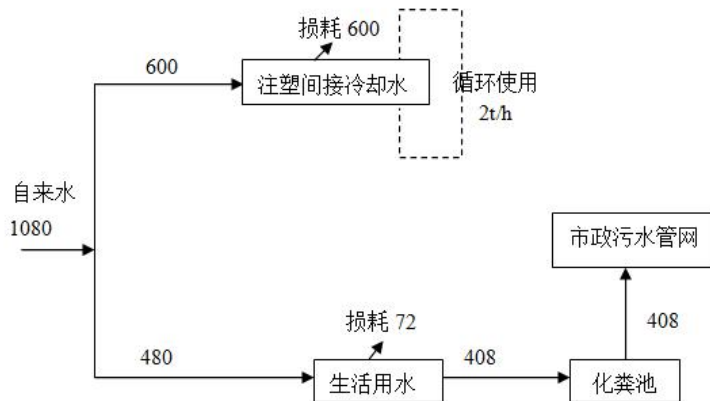 损耗 600
600
注塑间接冷却水
循环使用
2t/h
自来水
1080
市政污水管网
损耗 72
408
480
408
生活用水
化粪池